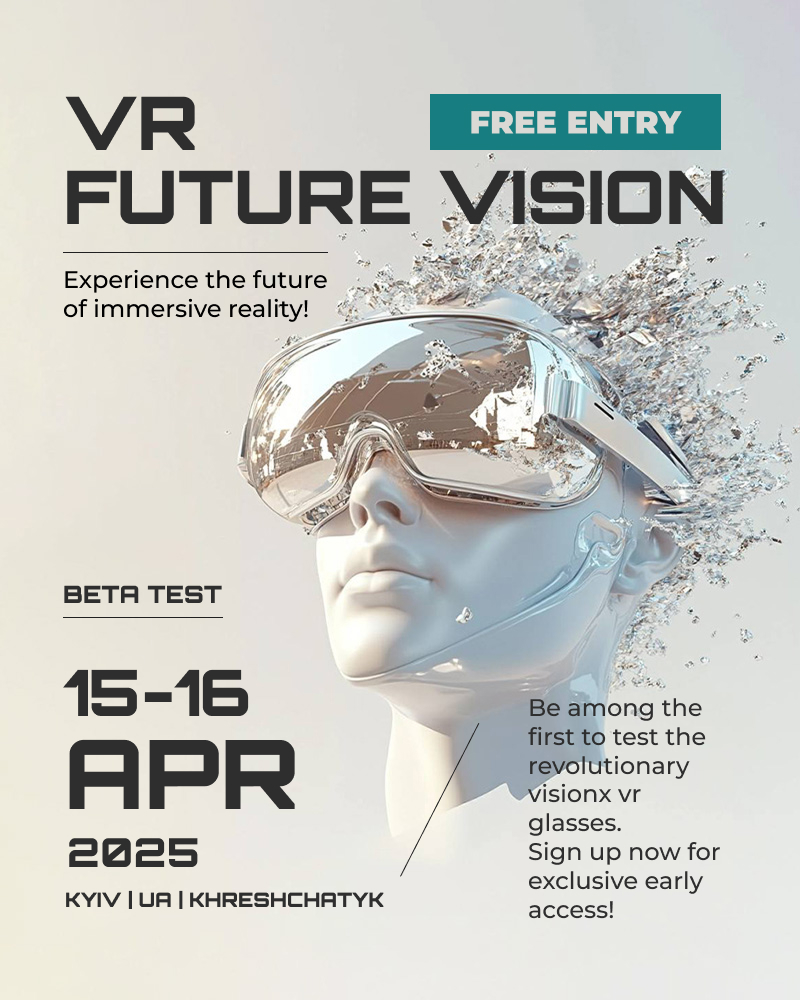 VR
FREE ENTRY
FUTURE VISION
Experience the future
of immersive reality!
BETA TEST
15-16
APR
2025
KYIV | UA | KHRESHCHATYK
Be among the
first to test the
revolutionary
visionx vr
glasses.
Sign up now for
exclusive early
access!